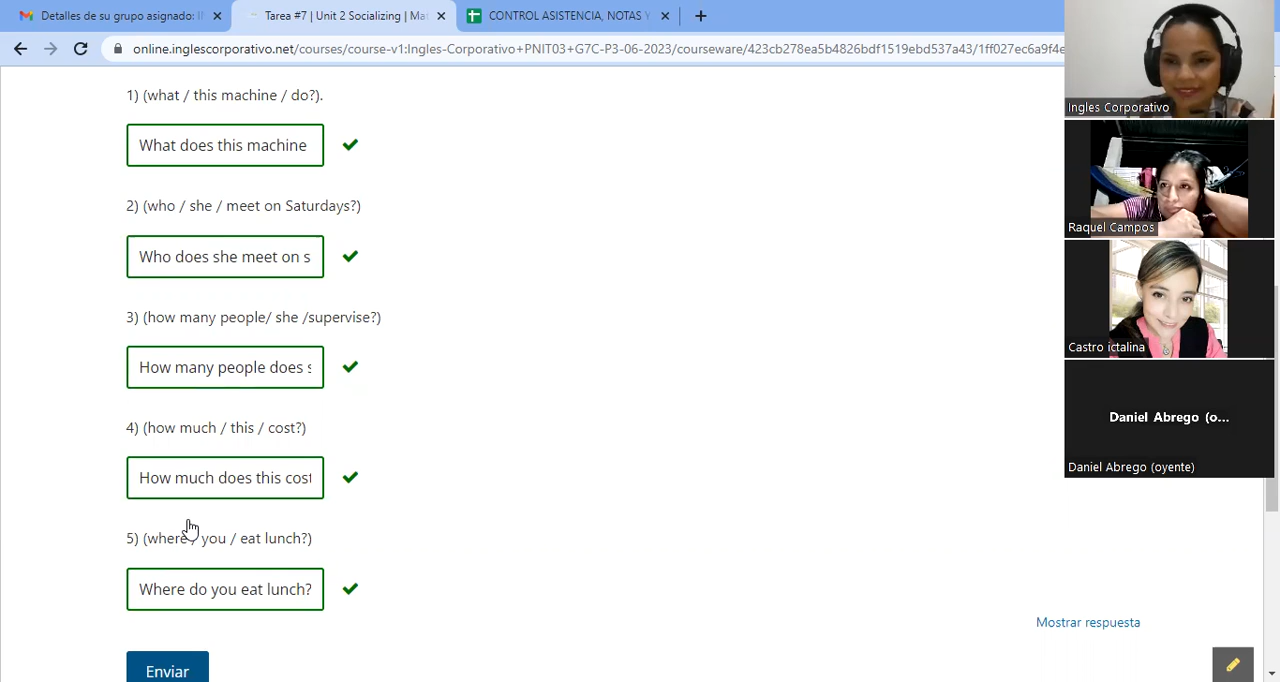 Detalles de su grupo asignado: I
Tarea #7 | Unit 2 Socializing | Ma
CONTROL ASISTENCIA, NOTAS Y
online.inglescorporativo.net/courses/course-v1:Ingles-Corporativo+PNIT03+G7C-P3-06-2023/courseware/423cb278ea5b4826bdf1519ebd537a43/1ff027ec6a9f4e
1) (what / this machine / do?).
What does this machine
2) (who / she / meet on Saturdays?)
Who does she meet on s
3) (how many people/ she /supervise?)
How many people does s
4) (how much / this / cost?)
How much does this cost
5) (where / you / eat lunch?)
Where do you eat lunch?
Mostrar respuesta
Enviar
Ingles Corporativo
Raquel Campos
Castro ictalina
Daniel Abrego (o...
Daniel Abrego (oyente)